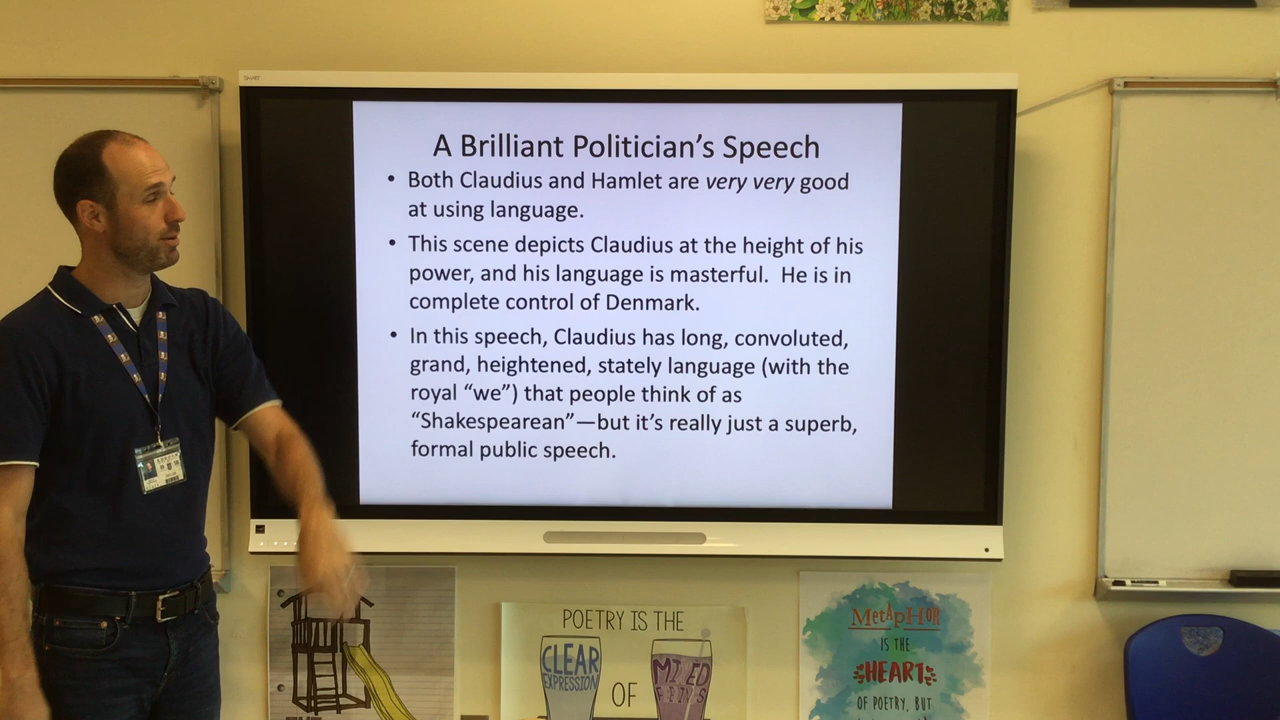 A Brilliant Politician's Speech
• Both Claudius and Hamlet are very very good
at using language.
• This scene depicts Claudius at the height of his
power, and his language is masterful.  He is in
complete control of Denmark.
• In this speech, Claudius has long, convoluted,
grand, heightened, stately language (with the
royal “we”) that people think of as
“Shakespearean”—but it's really just a superb,
formal public speech.
POETRY IS THE
CLEAR
EXPRESSION
OF
MIXED
MetApHOR
IS THE
HEART
OF POETRY, BUT